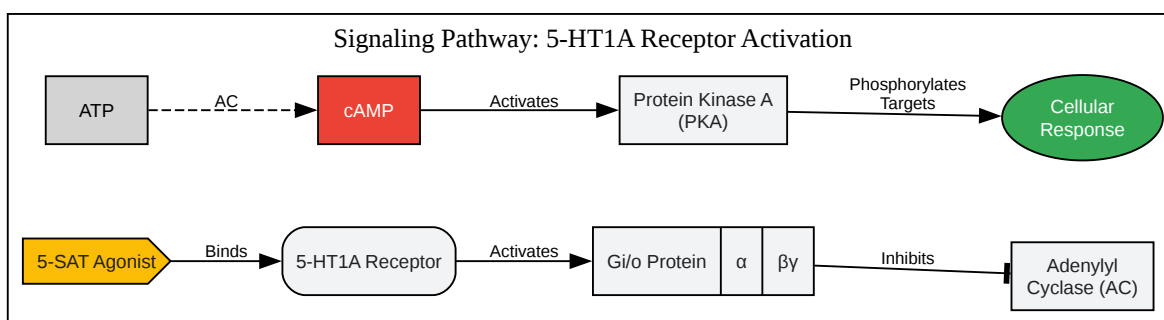 Signaling Pathway: 5-HT1A Receptor Activation
ATP
AC
cAMP
Activates
Protein Kinase A
(PKA)
Phosphorylates
Targets
Cellular
Response
5-SAT Agonist
Binds
5-HT1A Receptor
Activates
Gi/o Protein
α
βγ
Inhibits
Adenylyl
Cyclase (AC)